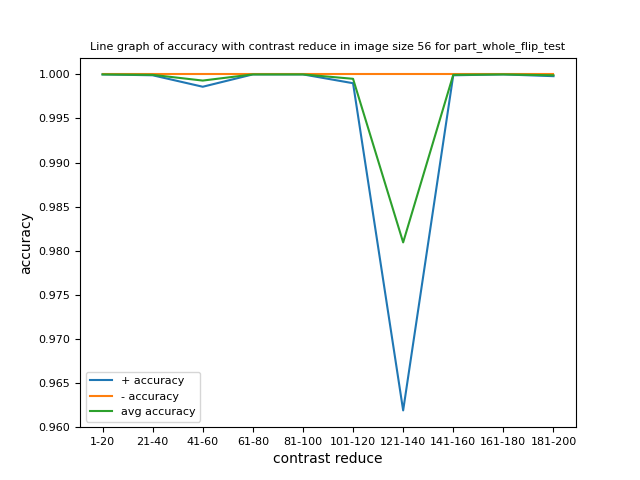 Line graph of accuracy with contrast reduce in image size 56 for part_whole_flip_test
1.000
0.995
0.990
0.985
0.980
0.975
0.970
0.965
0.960
accuracy
+ accuracy
- accuracy
avg accuracy
1-20 21-40 41-60 61-80 81-100 101-120 121-140 141-160 161-180 181-200
contrast reduce